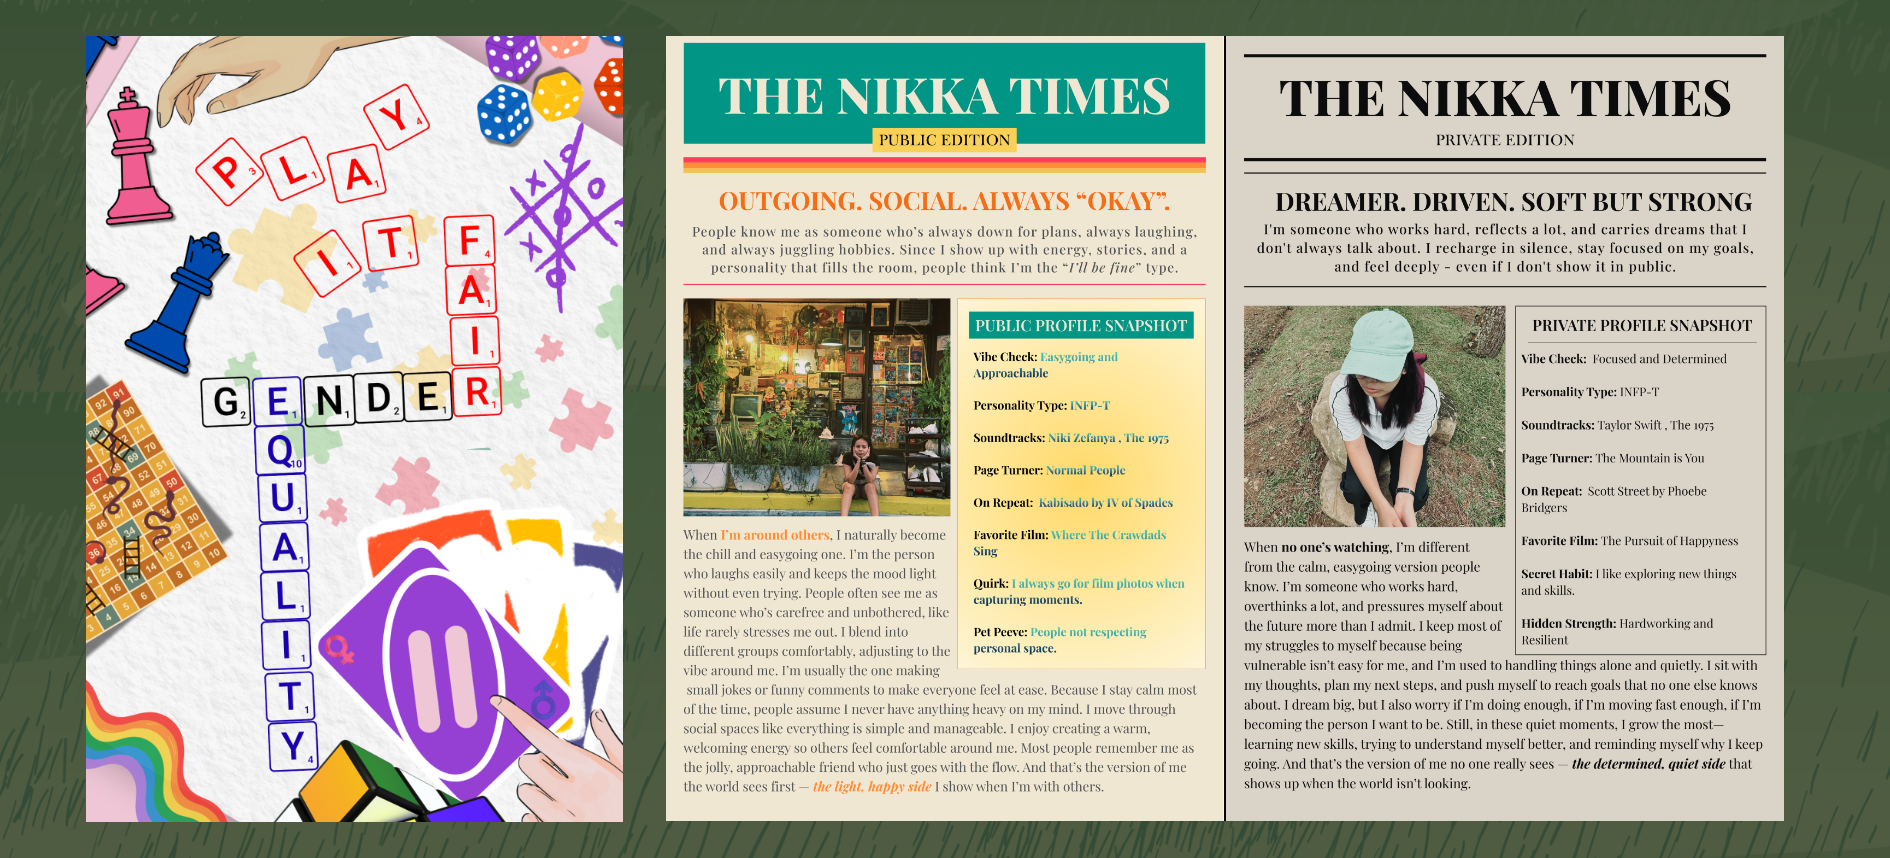 PLAY
IT
FAIR
GENDER
EQUALITY
THE NIKKA TIMES
PUBLIC EDITION
OUTGOING. SOCIAL. ALWAYS “OKAY”.
People know me as someone who’s always down for plans, always laughing,
and always juggling hobbies. Since I show up with energy, stories, and a
personality that fills the room, people think I’m the “I’ll be fine” type.
PUBLIC PROFILE SNAPSHOT
Vibe Check: Easygoing and
Approachable
Personality Type: INFP-T
Soundtracks: Niki Zefanya , The 1975
Page Turner: Normal People
On Repeat: Kabisado by IV of Spades
Favorite Film: Where The Crawdads
Sing
Quirk: I always go for film photos when
capturing moments.
Pet Peeve: People not respecting
personal space.
When I’m around others, I naturally become
the chill and easygoing one. I’m the person
who laughs easily and keeps the mood light
without even trying. People often see me as
someone who’s carefree and unbothered, like
life rarely stresses me out. I blend into
different groups comfortably, adjusting to the
vibe around me. I’m usually the one making
small jokes or funny comments to make everyone feel at ease. Because I stay calm most
of the time, people assume I never have anything heavy on my mind. I move through
social spaces like everything is simple and manageable. I enjoy creating a warm,
welcoming energy so others feel comfortable around me. Most people remember me as
the jolly, approachable friend who just goes with the flow. And that’s the version of me
the world sees first — the light, happy side I show when I’m with others.
THE NIKKA TIMES
PRIVATE EDITION
DREAMER. DRIVEN. SOFT BUT STRONG
I'm someone who works hard, reflects a lot, and carries dreams that I
don't always talk about. I recharge in silence, stay focused on my goals,
and feel deeply - even if I don't show it in public.
PRIVATE PROFILE SNAPSHOT
Vibe Check: Focused and Determined
Personality Type: INFP-T
Soundtracks: Taylor Swift , The 1975
Page Turner: The Mountain is You
On Repeat: Scott Street by Phoebe
Bridgers
Favorite Film: The Pursuit of Happyness
Secret Habit: I like exploring new things
and skills.
Hidden Strength: Hardworking and
Resilient
When no one’s watching, I’m different
from the calm, easygoing version people
know. I’m someone who works hard,
overthinks a lot, and pressures myself about
the future more than I admit. I keep most of
my struggles to myself because being
vulnerable isn’t easy for me, and I’m used to handling things alone and quietly. I sit with
my thoughts, plan my next steps, and push myself to reach goals that no one else knows
about. I dream big, but I also worry if I’m doing enough, if I’m moving fast enough, if I’m
becoming the person I want to be. Still, in these quiet moments, I grow the most—
learning new skills, trying to understand myself better, and reminding myself why I keep
going. And that’s the version of me no one really sees — the determined, quiet side that
shows up when the world isn’t looking.